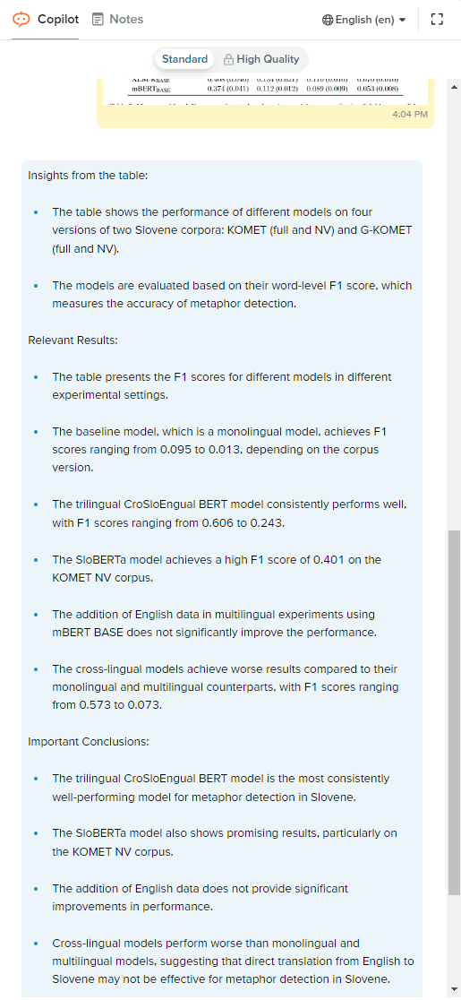 Copilot Notes English (en)
Standard High Quality
mBERTBASE 0.374 (0.041) 0.112 (0.012) 0.089 (0.009) 0.053 (0.008)
4:04 PM
Insights from the table:
• The table shows the performance of different models on four
versions of two Slovene corpora: KOMET (full and NV) and G-KOMET
(full and NV).
• The models are evaluated based on their word-level F1 score, which
measures the accuracy of metaphor detection.
Relevant Results:
• The table presents the F1 scores for different models in different
experimental settings.
• The baseline model, which is a monolingual model, achieves F1
scores ranging from 0.095 to 0.013, depending on the corpus
version.
• The trilingual CroSloEngual BERT model consistently performs well,
with F1 scores ranging from 0.606 to 0.243.
• The SloBERTa model achieves a high F1 score of 0.401 on the
KOMET NV corpus.
• The addition of English data in multilingual experiments using
mBERT BASE does not significantly improve the performance.
• The cross-lingual models achieve worse results compared to their
monolingual and multilingual counterparts, with F1 scores ranging
from 0.573 to 0.073.
Important Conclusions:
• The trilingual CroSloEngual BERT model is the most consistently
well-performing model for metaphor detection in Slovene.
• The SloBERTa model also shows promising results, particularly on
the KOMET NV corpus.
• The addition of English data does not provide significant
improvements in performance.
• Cross-lingual models perform worse than monolingual and
multilingual models, suggesting that direct translation from English to
Slovene may not be effective for metaphor detection in Slovene.